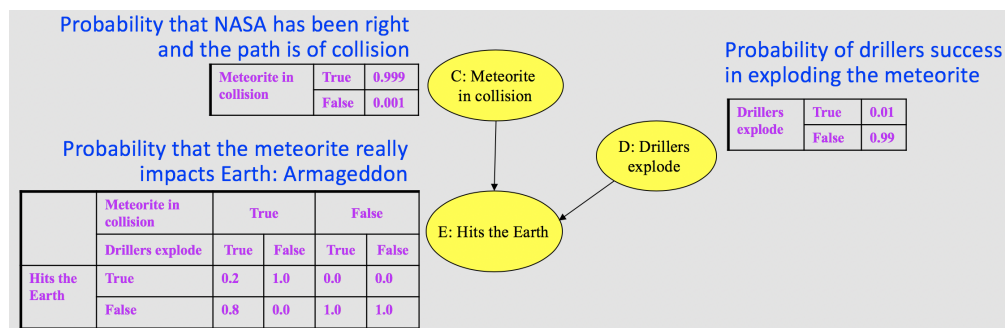 Probability that NASA has been right
and the path is of collision
Meteorite in True 0.999
collision
False 0.001
C: Meteorite
in collision
Probability of drillers success
in exploding the meteorite
Drillers True 0.01
explode
False 0.99
D: Drillers
explode
Probability that the meteorite really
impacts Earth: Armageddon
Meteorite in True False
collision
Drillers explode True False True False
Hits the True 0.2 1.0 0.0 0.0
Earth
False 0.8 0.0 1.0 1.0
E: Hits the Earth